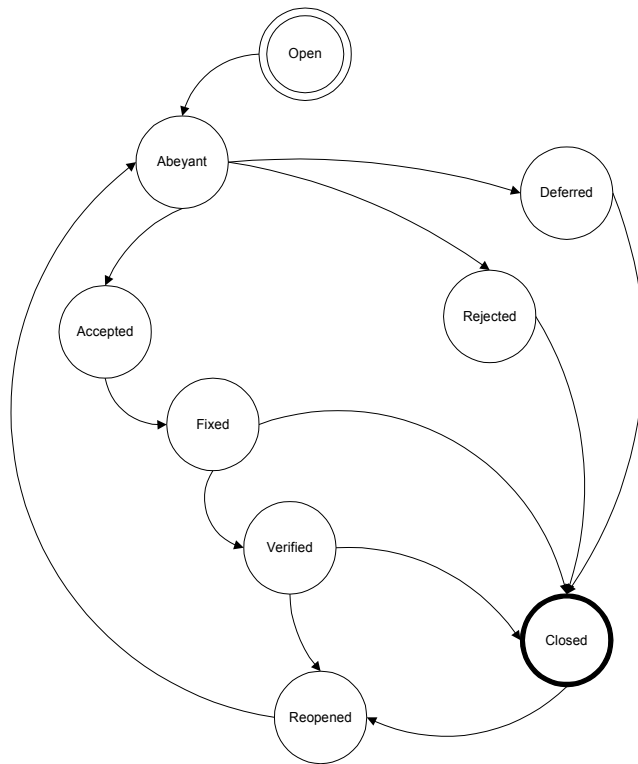 Open
Abeyant
Deferred
Rejected
Accepted
Fixed
Verified
Closed
Reopened